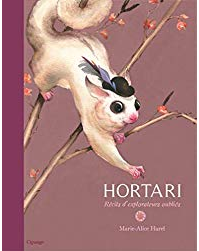 HORTARI
Récits d'explorateurs oubliés
Marie-Alice Harel